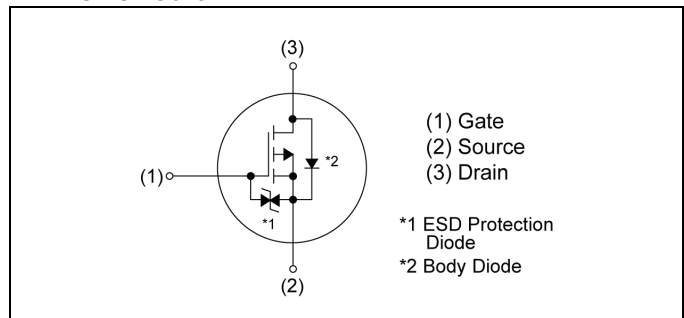 (3)
(1) Gate
(2) Source
(3) Drain
*2
(1)
*1
*1 ESD Protection
Diode
*2 Body Diode
(2)